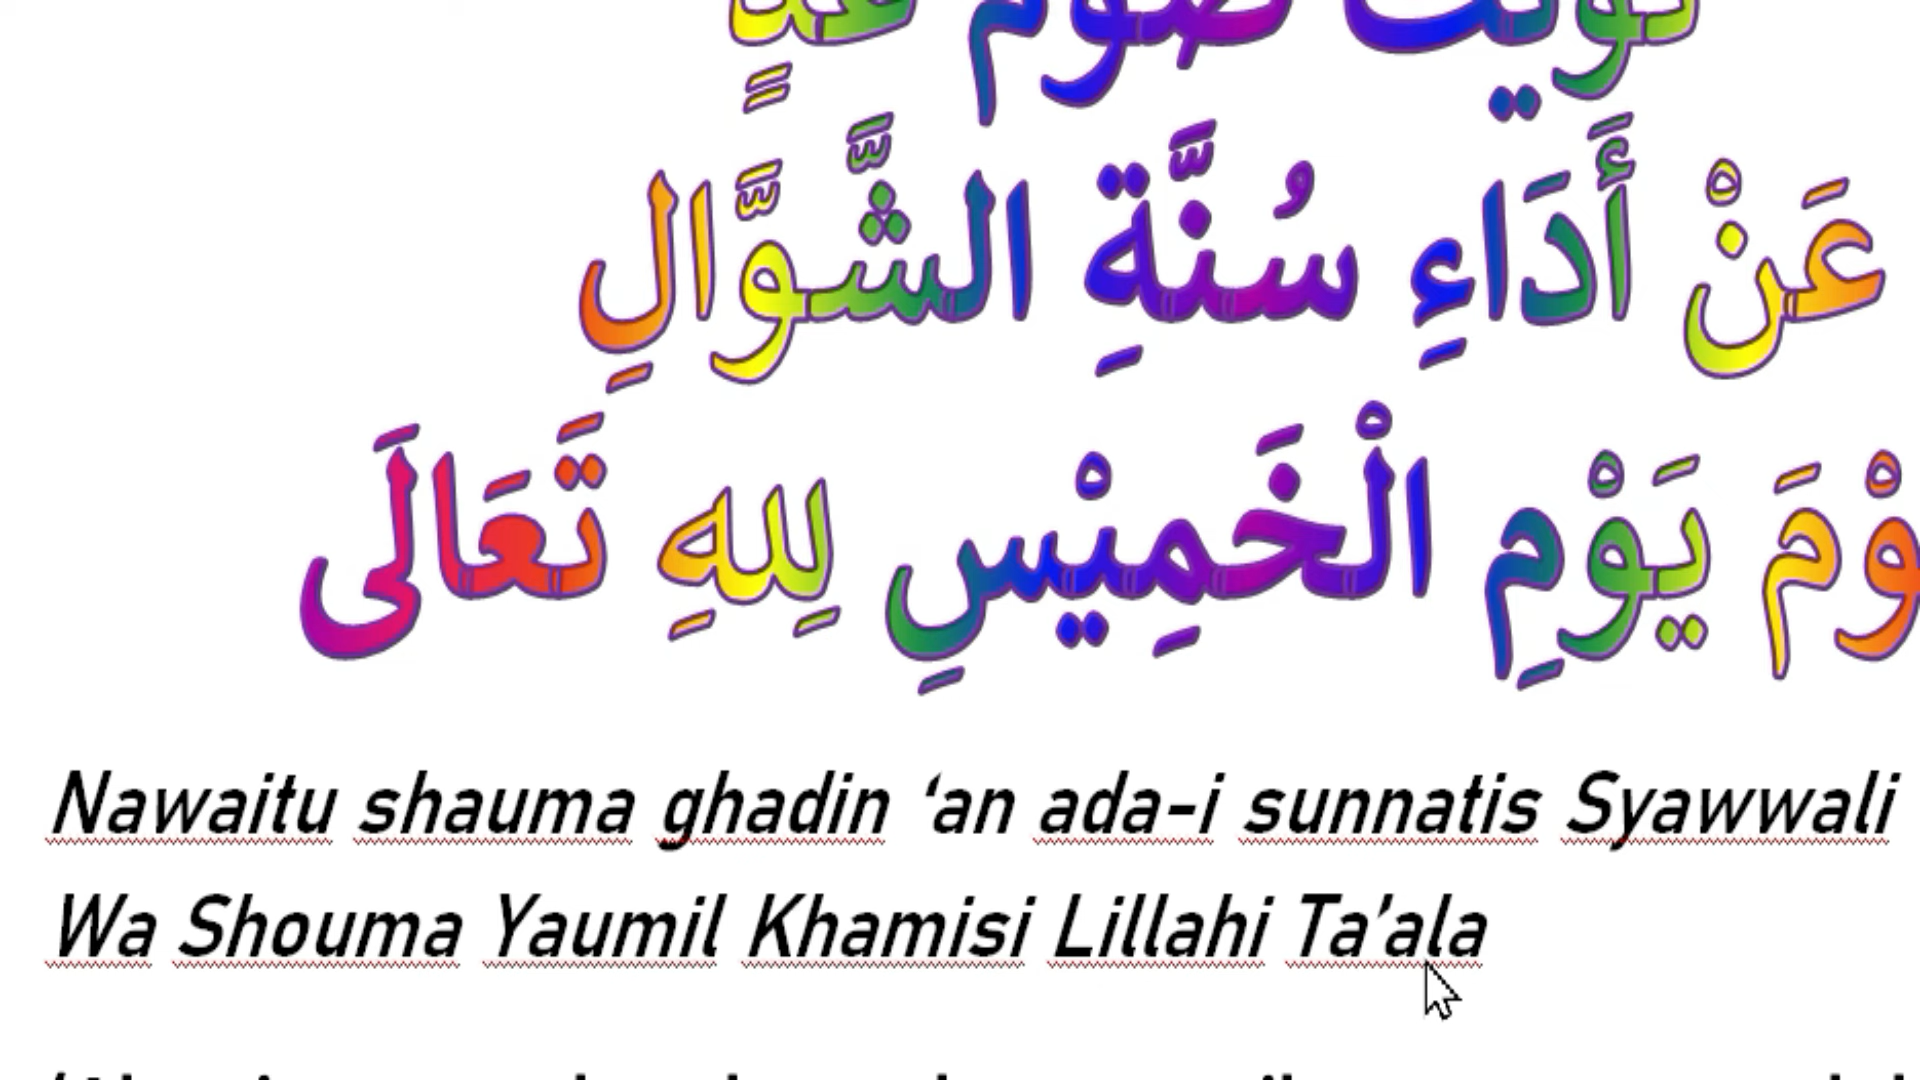 نَوَيْتُ صَوْمَ غَدٍ
عَنْ أَدَاءِ سُنَّةِ الشَّوَّالِ
يَوْمِ الْخَمِيْسِ لِلهِ تَعَالَى
Nawaitu shauma ghadin ‘an ada-i sunnatis Syawwali
Wa Shouma Yaumil Khamisi Lillahi Ta’ala